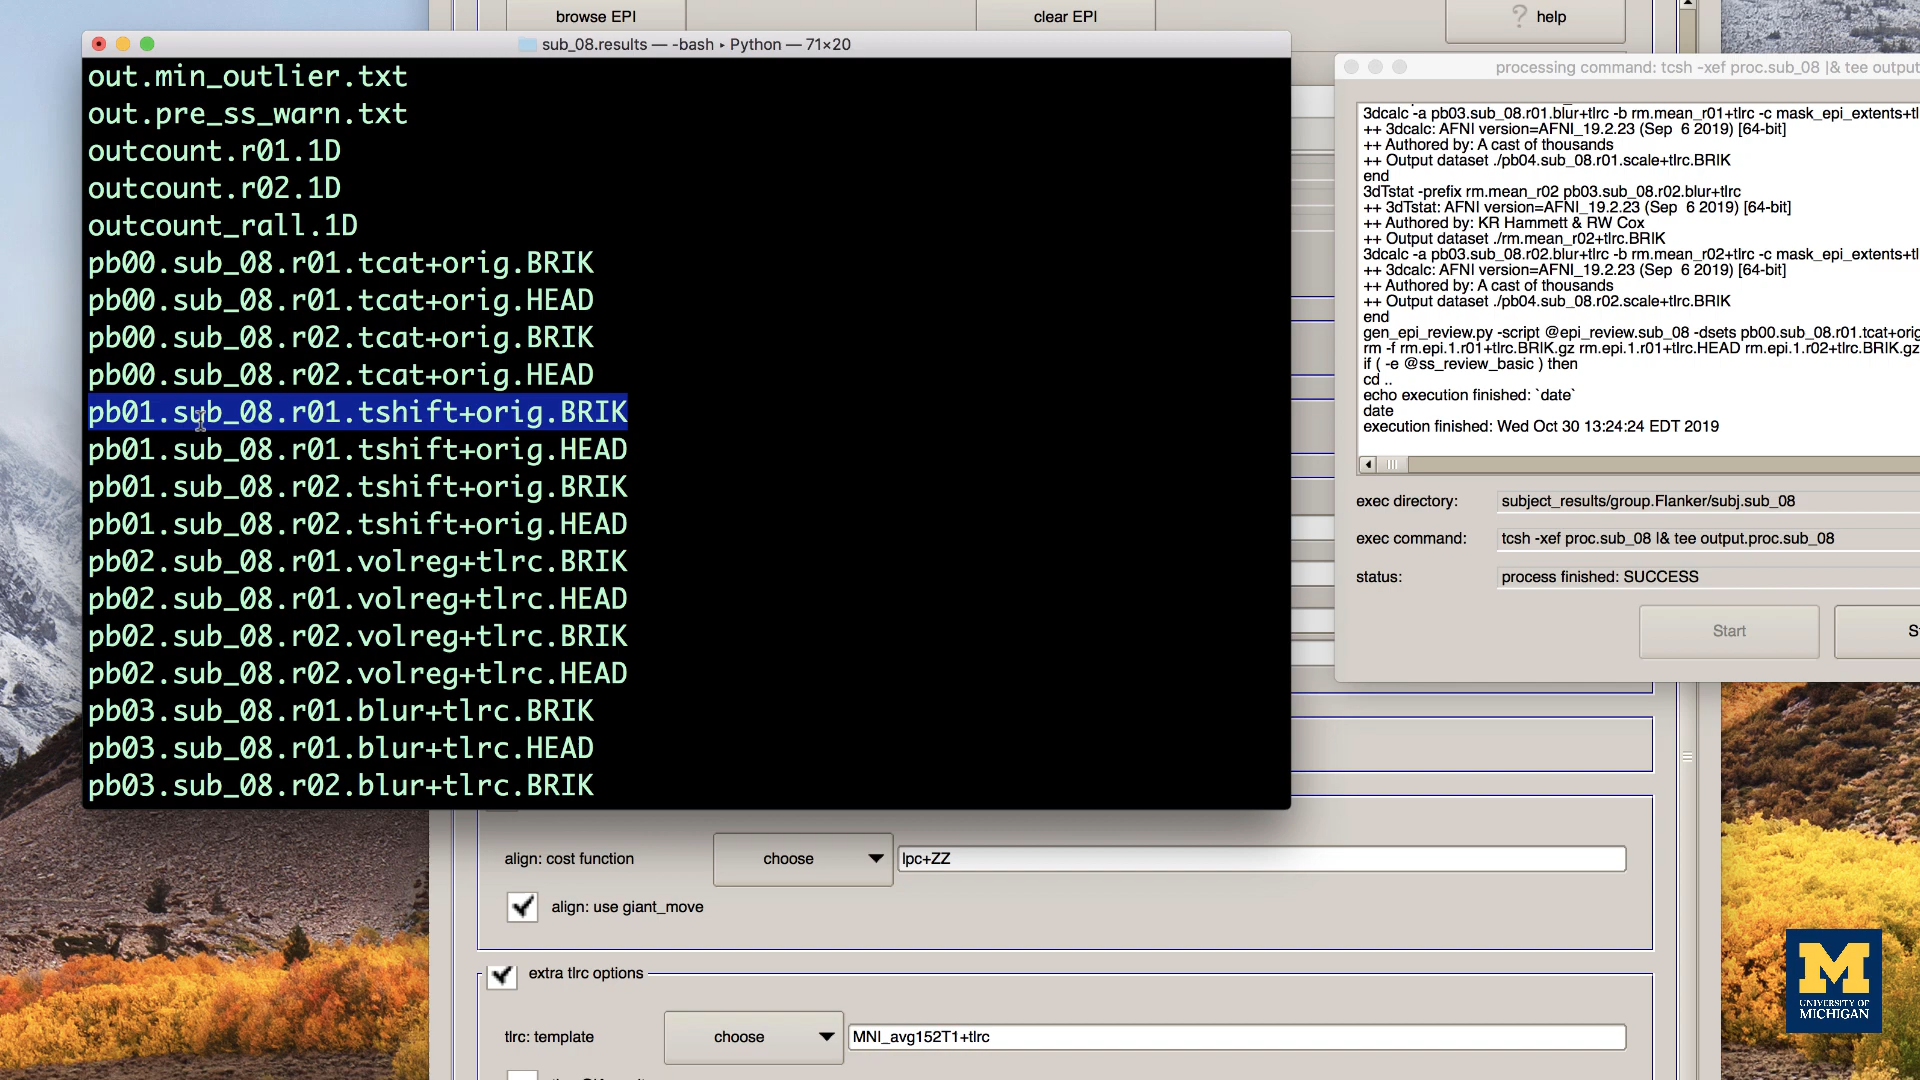 browse EPI
clear EPI
help
sub_08.results — -bash ▸ Python — 71×20
out.min_outlier.txt
out.pre_ss_warn.txt
outcount.r01.1D
outcount.r02.1D
outcount_rall.1D
pb00.sub_08.r01.tcat+orig.BRIK
pb00.sub_08.r01.tcat+orig.HEAD
pb00.sub_08.r02.tcat+orig.BRIK
pb00.sub_08.r02.tcat+orig.HEAD
pb01.sub_08.r01.tshift+orig.BRIK
pb01.sub_08.r01.tshift+orig.HEAD
pb01.sub_08.r02.tshift+orig.BRIK
pb01.sub_08.r02.tshift+orig.HEAD
pb02.sub_08.r01.volreg+tlrc.BRIK
pb02.sub_08.r01.volreg+tlrc.HEAD
pb02.sub_08.r02.volreg+tlrc.BRIK
pb02.sub_08.r02.volreg+tlrc.HEAD
pb03.sub_08.r01.blur+tlrc.BRIK
pb03.sub_08.r01.blur+tlrc.HEAD
pb03.sub_08.r02.blur+tlrc.BRIK
processing command: tcsh -xef proc.sub_08 |& tee output
3dcalc -a pb03.sub_08.r01.blur+tlrc -b rm.mean_r01+tlrc -c mask_epi_extents+tl
++ 3dcalc: AFNI version=AFNI_19.2.23 (Sep  6 2019) [64-bit]
++ Authored by: A cast of thousands
++ Output dataset ./pb04.sub_08.r01.scale+tlrc.BRIK
end
3dTstat -prefix rm.mean_r02 pb03.sub_08.r02.blur+tlrc
++ 3dTstat: AFNI version=AFNI_19.2.23 (Sep  6 2019) [64-bit]
++ Authored by: KR Hammett & RW Cox
++ Output dataset ./rm.mean_r02+tlrc.BRIK
3dcalc -a pb03.sub_08.r02.blur+tlrc -b rm.mean_r02+tlrc -c mask_epi_extents+tl
++ 3dcalc: AFNI version=AFNI_19.2.23 (Sep  6 2019) [64-bit]
++ Authored by: A cast of thousands
++ Output dataset ./pb04.sub_08.r02.scale+tlrc.BRIK
end
gen_epi_review.py -script @epi_review.sub_08 -dsets pb00.sub_08.r01.tcat+orig
rm -f rm.epi.1.r01+tlrc.BRIK.gz rm.epi.1.r01+tlrc.HEAD rm.epi.1.r02+tlrc.BRIK.gz
if ( -e @ss_review_basic ) then
cd ..
echo execution finished: `date`
date
execution finished: Wed Oct 30 13:24:24 EDT 2019
exec directory: subject_results/group.Flanker/subj.sub_08
exec command: tcsh -xef proc.sub_08 |& tee output.proc.sub_08
status: process finished: SUCCESS
Start
align: cost function choose lpc+ZZ
align: use giant_move
extra tlrc options
tlrc: template choose MNI_avg152T1+tlrc
M
UNIVERSITY OF
MICHIGAN